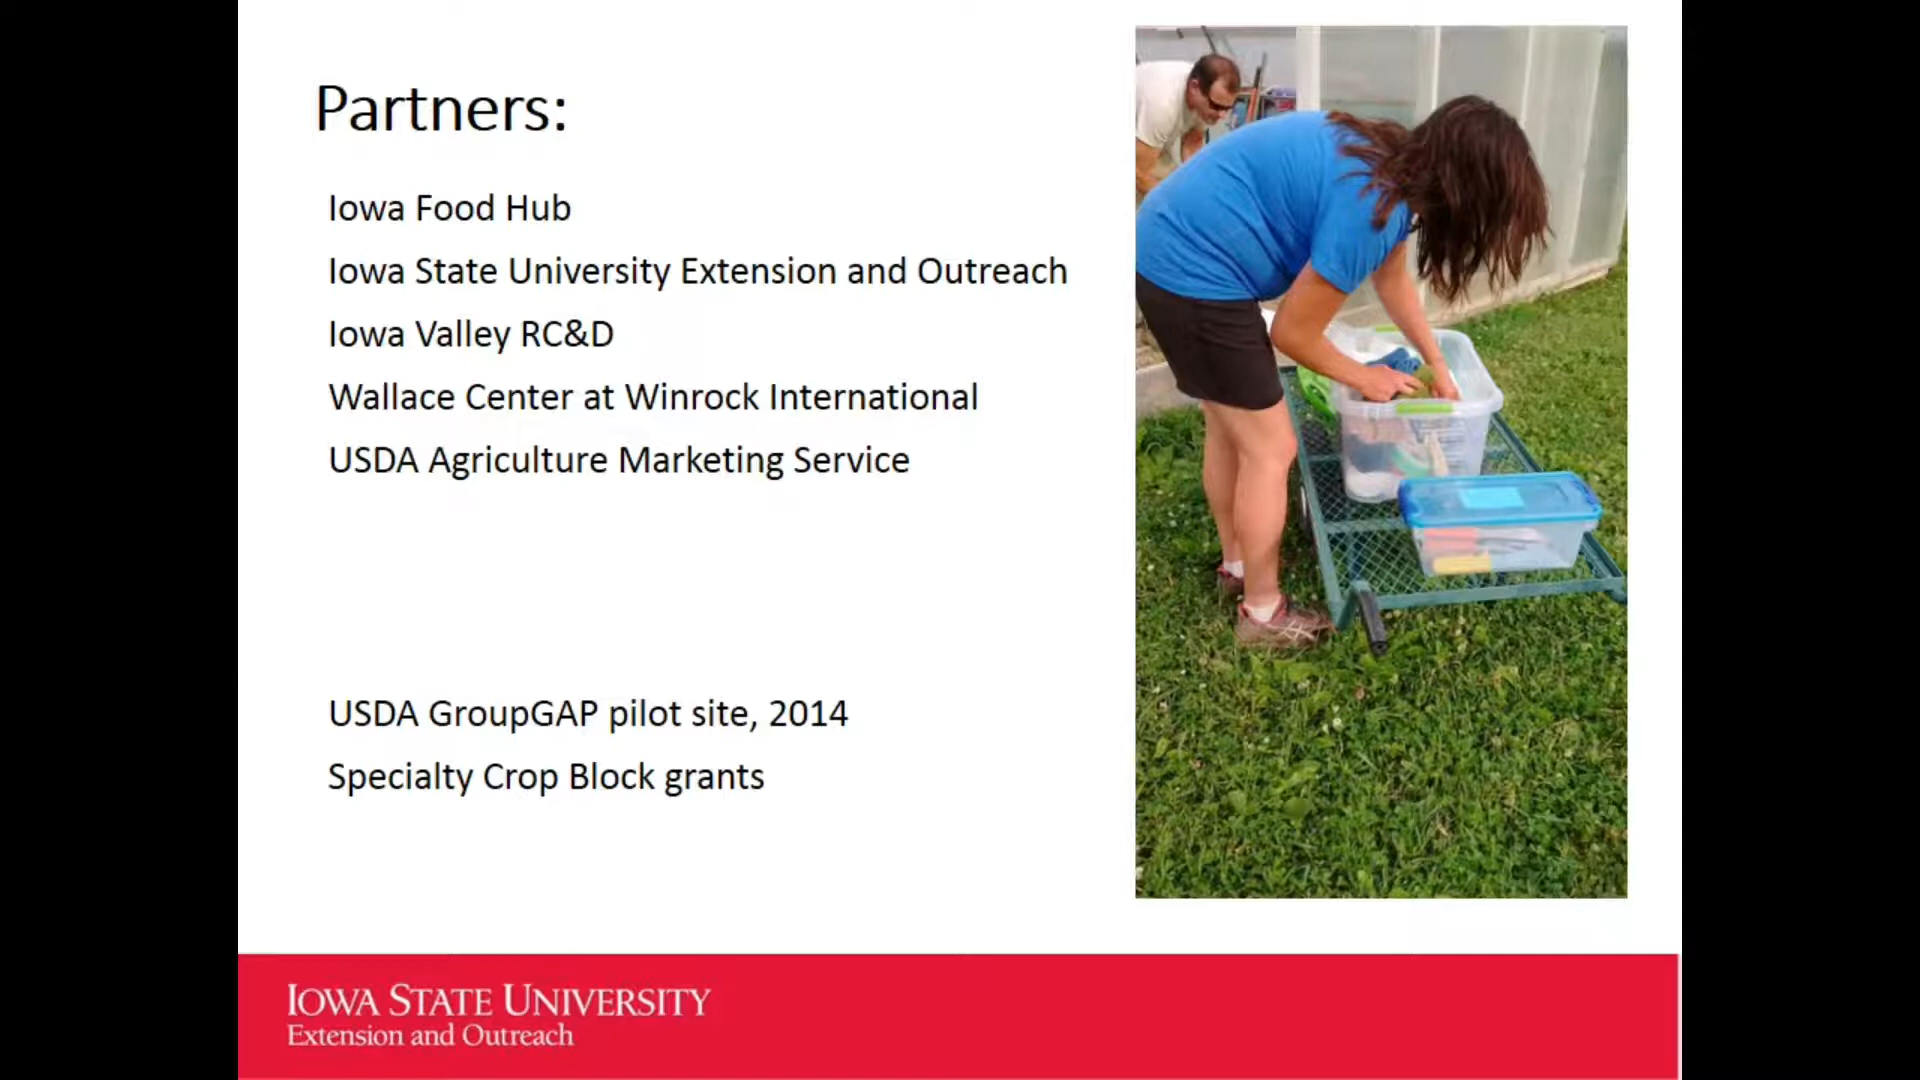 Partners:
Iowa Food Hub
Iowa State University Extension and Outreach
Iowa Valley RC&D
Wallace Center at Winrock International
USDA Agriculture Marketing Service
USDA GroupGAP pilot site, 2014
Specialty Crop Block grants
IOWA STATE UNIVERSITY
Extension and Outreach